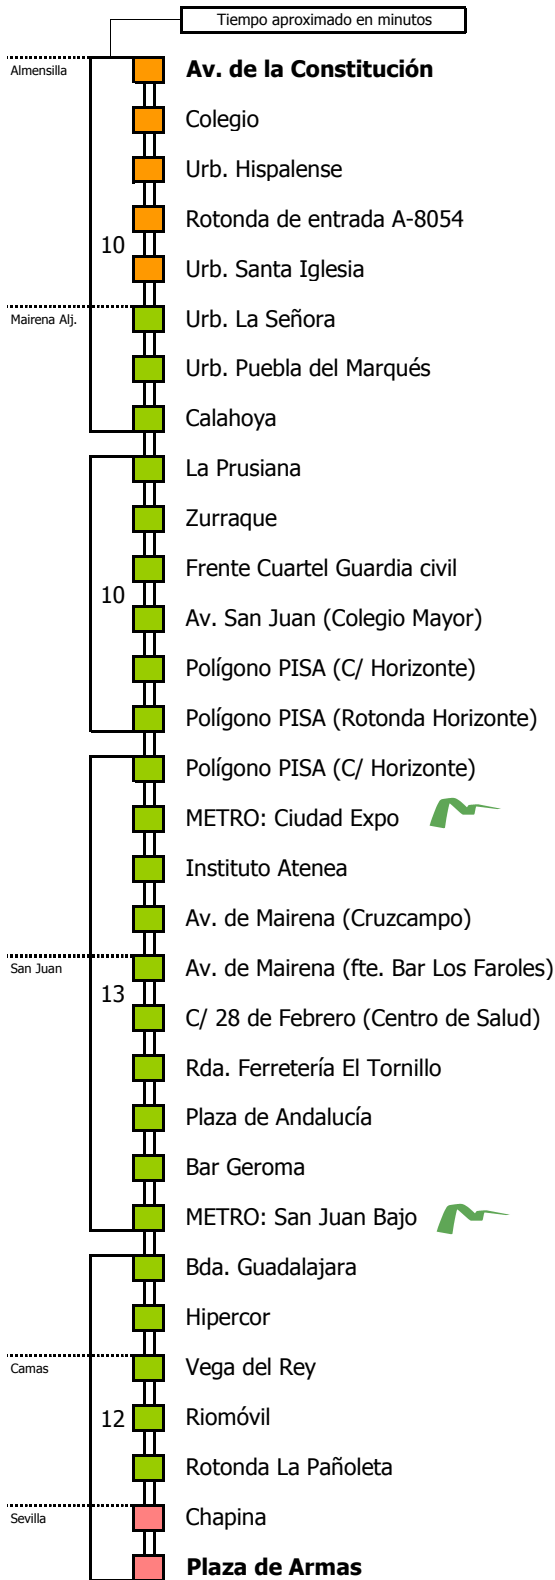 Tiempo aproximado en minutos
Almensilla
Av. de la Constitución
Colegio
Urb. Hispalense
Rotonda de entrada A-8054
10
Urb. Santa Iglesia
Mairena Alj.
Urb. La Señora
Urb. Puebla del Marqués
Calahoya
La Prusiana
Zurraque
Frente Cuartel Guardia civil
10
Av. San Juan (Colegio Mayor)
Polígono PISA (C/ Horizonte)
Polígono PISA (Rotonda Horizonte)
Polígono PISA (C/ Horizonte)
METRO: Ciudad Expo
Instituto Atenea
Av. de Mairena (Cruzcampo)
San Juan
Av. de Mairena (fte. Bar Los Faroles)
13
C/ 28 de Febrero (Centro de Salud)
Rda. Ferretería El Tornillo
Plaza de Andalucía
Bar Geroma
METRO: San Juan Bajo
Bda. Guadalajara
Hipercor
Camas
Vega del Rey
12
Riomóvil
Rotonda La Pañoleta
Sevilla
Chapina
Plaza de Armas